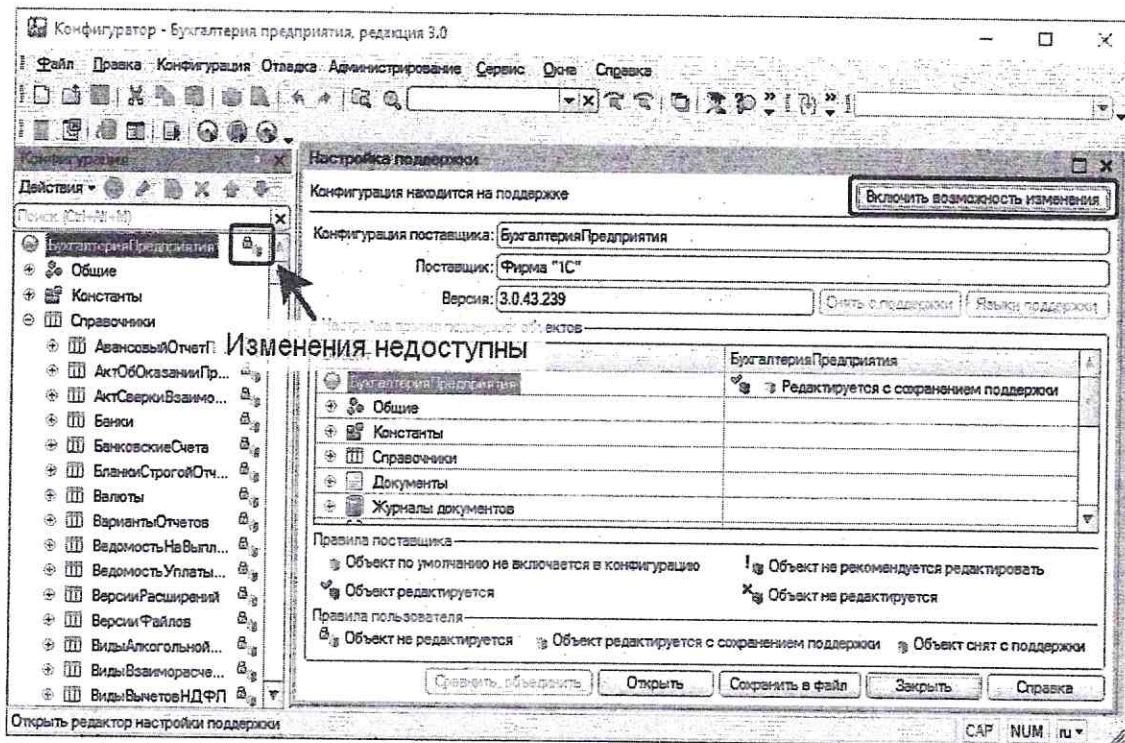 Конфигуратор - Бухгалтерия предприятия, редакция 3.0
Файл Правка Конфигурация Отладка Администрирование Сервис Окна Справка
Конфигурация
Действия
Поиск (Ctrl+Alt+M)
БухгалтерияПредприятия
Общие
Константы
Справочники
АвансовыйОтчетП
АктОбОказанииПр...
АктСверкиВзаимо...
Банки
БанковскиеСчета
БланкиСтрогойОтч...
Валюты
ВариантыОтчетов
ВедомостьНаВыпл...
ВедомостьУплаты...
ВерсииРасширений
ВерсииФайлов
ВидыАлкогольной...
ВидыВзаиморасче...
ВидыВычетовНДФЛ
Изменения недоступны
Настройка поддержки
Конфигурация находится на поддержке
Включить возможность изменения
Конфигурация поставщика: БухгалтерияПредприятия
Поставщик: Фирма "1С"
Версия: 3.0.43.239
Снять с поддержки
Языки поддержки
БухгалтерияПредприятия
БухгалтерияПредприятия
Редактируется с сохранением поддержки
Общие
Константы
Справочники
Документы
Журналы документов
Правила поставщика
Объект по умолчанию не включается в конфигурацию
Объект не рекомендуется редактировать
Объект редактируется
Объект не редактируется
Правила пользователя
Объект не редактируется
Объект редактируется с сохранением поддержки
Объект снят с поддержки
Сравнить, объединить
Открыть
Сохранить в файл
Закрыть
Справка
Открыть редактор настройки поддержки
CAP NUM ru